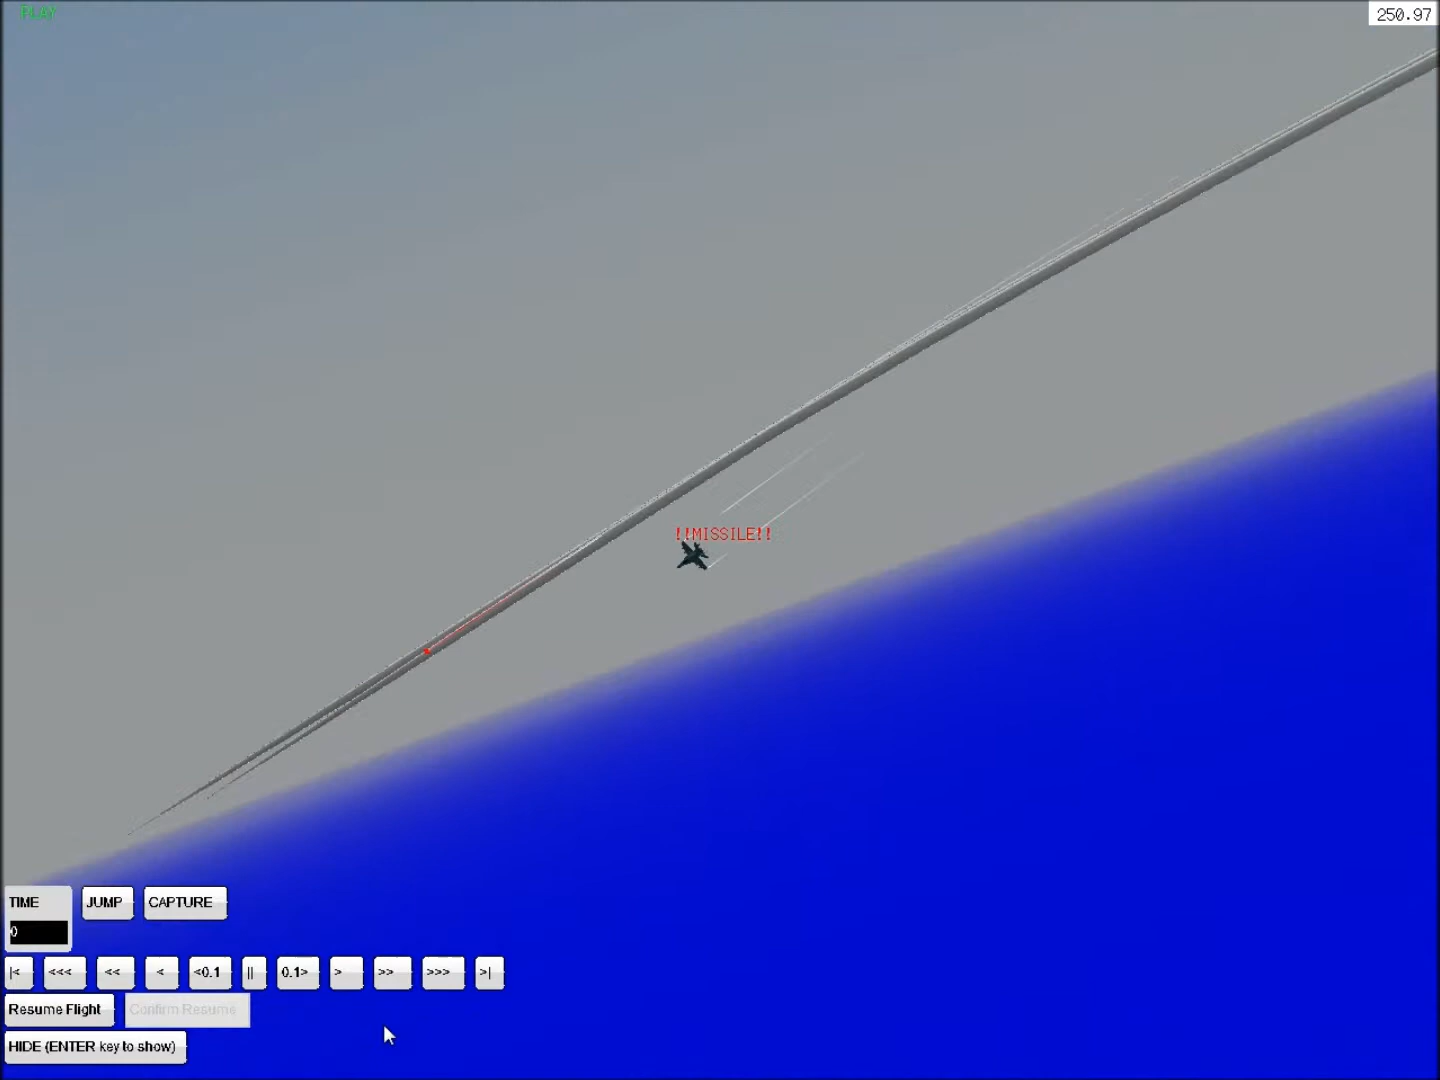 PLAY
250.97
!!MISSILE!!
TIME
JUMP
CAPTURE
0
|<
<<<
<<
<
<0.1
||
0.1>
>
>>
>>>
>|
Resume Flight
Confirm Resume
HIDE (ENTER key to show)